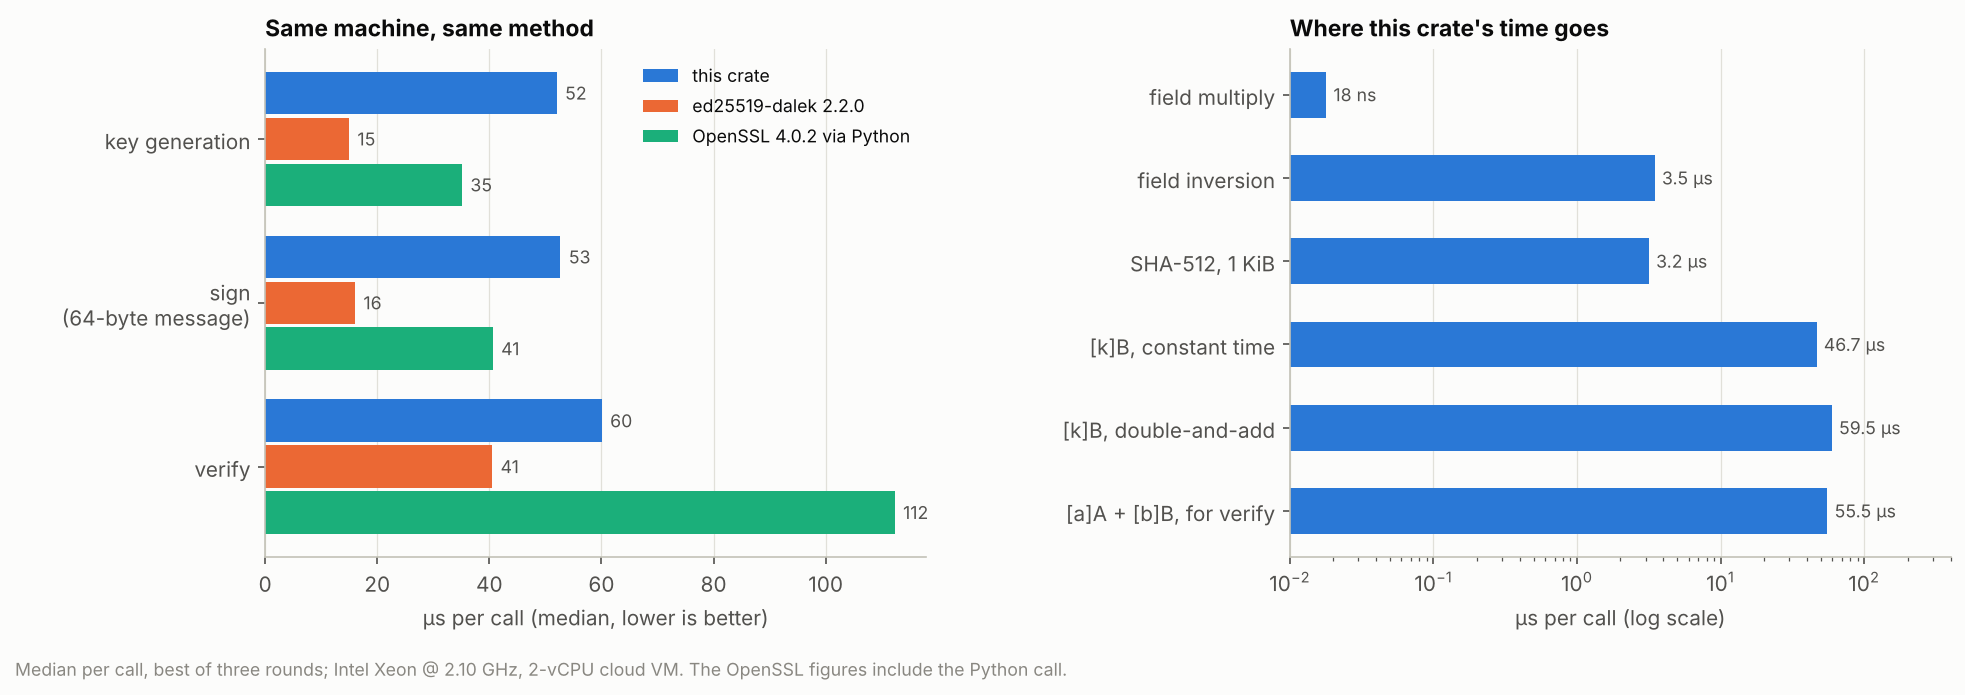 Same machine, same method
this crate
ed25519-dalek 2.2.0
OpenSSL 4.0.2 via Python
key generation
52
15
35
sign
(64-byte message)
53
16
41
verify
60
41
112
0 20 40 60 80 100
µs per call (median, lower is better)
Where this crate's time goes
field multiply
18 ns
field inversion
3.5 µs
SHA-512, 1 KiB
3.2 µs
[k]B, constant time
46.7 µs
[k]B, double-and-add
59.5 µs
[a]A + [b]B, for verify
55.5 µs
10⁻² 10⁻¹ 10⁰ 10¹ 10²
µs per call (log scale)
Median per call, best of three rounds; Intel Xeon @ 2.10 GHz, 2-vCPU cloud VM. The OpenSSL figures include the Python call.